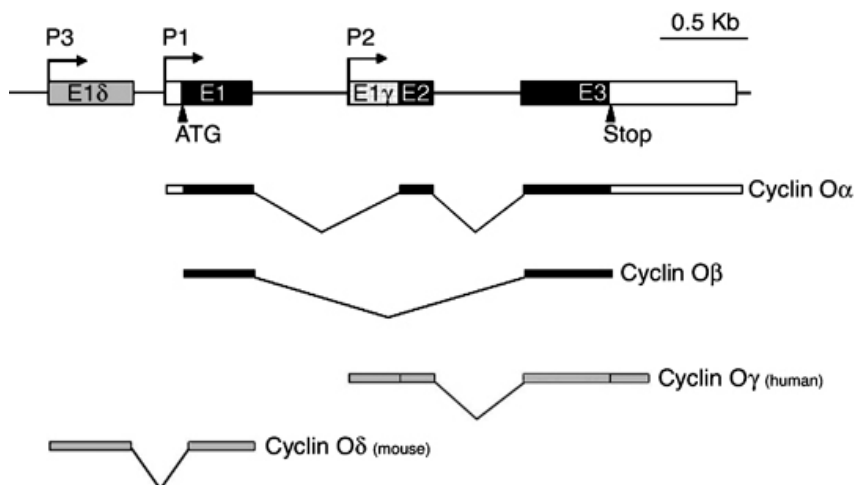 0.5 Kb
P3 P1 P2
E1δ E1 E1γ E2 E3
ATG Stop
Cyclin Oα
Cyclin Oβ
Cyclin Oγ (human)
Cyclin Oδ (mouse)